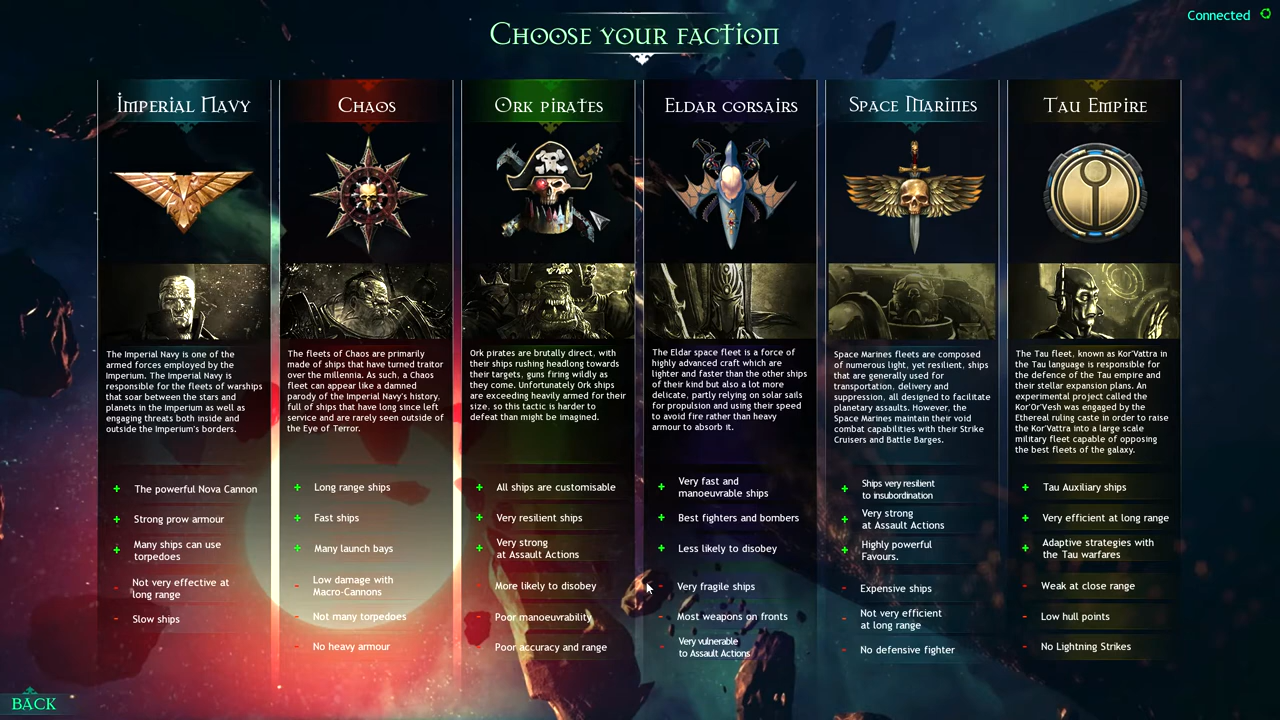 Connected
Choose your faction
Imperial Navy
The Imperial Navy is one of the
armed forces employed by the
Imperium. The Imperial Navy is
responsible for the fleets of warships
that soar between the stars and
planets in the Imperium as well as
engaging threats both inside and
outside the Imperium's borders.
+ The powerful Nova Cannon
+ Strong prow armour
+ Many ships can use
torpedoes
- Not very effective at
long range
- Slow ships
Chaos
The fleets of Chaos are primarily
made of ships that have turned traitor
over the millennia. As such, a Chaos
fleet can appear like a damned
parody of the Imperial Navy's history,
full of ships that have long since left
service and are rarely seen outside of
the Eye of Terror.
+ Long range ships
+ Fast ships
+ Many launch bays
- Low damage with
Macro-Cannons
- Not many torpedoes
- No heavy armour
Ork pirates
Ork pirates are brutally direct, with
their ships rushing headlong towards
their targets, guns firing wildly as
they come. Unfortunately Ork ships
are exceeding heavily armed for their
size, so this tactic is harder to
defeat than might be imagined.
+ All ships are customisable
+ Very resilient ships
+ Very strong
at Assault Actions
- More likely to disobey
- Poor manoeuvrability
- Poor accuracy and range
Eldar corsairs
The Eldar space fleet is a force of
highly advanced craft which are
lighter and faster than the other ships
of their kind but also a lot more
delicate, partly relying on solar sails
for propulsion and using their speed
to avoid fire rather than heavy
armour to absorb it.
+ Very fast and
manoeuvrable ships
+ Best fighters and bombers
+ Less likely to disobey
- Very fragile ships
- Most weapons on fronts
- Very vulnerable
to Assault Actions
Space Marines
Space Marines fleets are composed
of numerous light, yet resilient, ships
that are generally used for
transportation, delivery and
suppression, all designed to facilitate
planetary assaults. However, the
Space Marines maintain their void
combat capabilities with their Strike
Cruisers and Battle Barges.
+ Ships very resilient
to insubordination
+ Very strong
at Assault Actions
+ Highly powerful
Favours.
- Expensive ships
- Not very efficient
at long range
- No defensive fighter
Tau Empire
The Tau fleet, known as Kor'Vattra in
the Tau language is responsible for
the defence of the Tau empire and
their stellar expansion plans. An
experimental project called the
Kor'Or'Vesh was engaged by the
Ethereal ruling caste in order to raise
the Kor'Vattra into a large scale
military fleet capable of opposing
the best fleets of the galaxy.
+ Tau Auxiliary ships
+ Very efficient at long range
+ Adaptive strategies with
the Tau warfares
- Weak at close range
- Low hull points
- No Lightning Strikes
Back